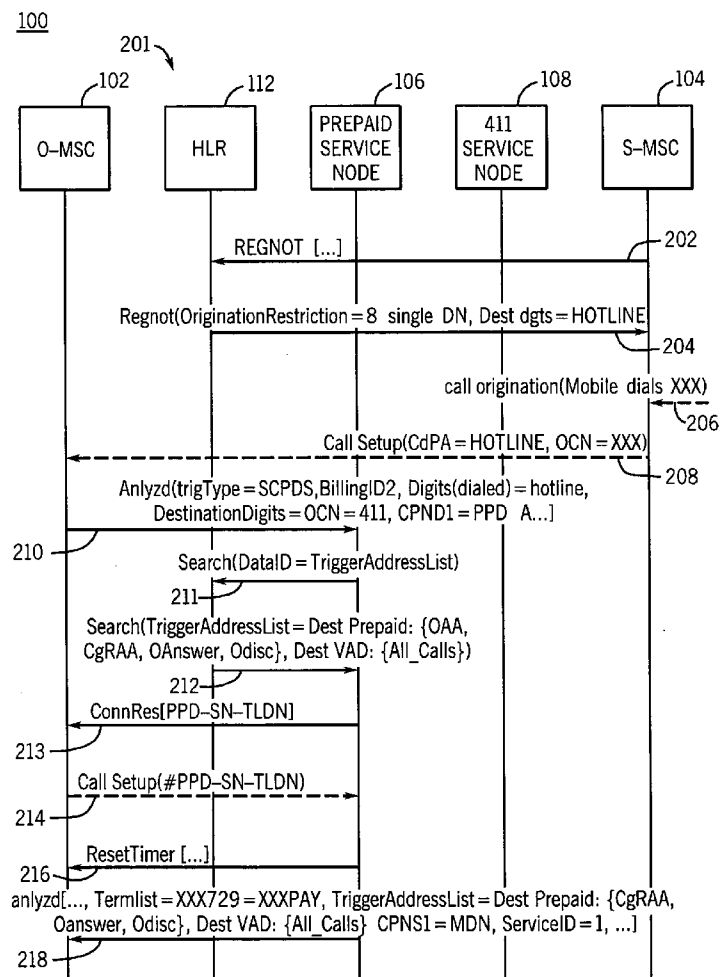 100
201
102
112
106
108
104
O–MSC
HLR
PREPAID
SERVICE
NODE
411
SERVICE
NODE
S–MSC
REGNOT [...]
202
Regnot(OriginationRestriction=8 single DN, Dest dgts=HOTLINE
204
call origination(Mobile dials XXX)
206
Call Setup(CdPA=HOTLINE, OCN=XXX)
208
Anlyzd(trigType=SCPDS,BillingID2, Digits(dialed)=hotline,
DestinationDigits=OCN=411, CPND1=PPD A...]
210
Search(DataID=TriggerAddressList)
211
Search(TriggerAddressList=Dest Prepaid: {OAA,
CgRAA, OAnswer, Odisc}, Dest VAD: {All_Calls})
212
ConnRes[PPD–SN–TLDN]
213
Call Setup(#PPD–SN–TLDN)
214
ResetTimer [...]
216
anlyzd[..., Termlist=XXX729=XXXPAY, TriggerAddressList=Dest Prepaid: {CgRAA,
Oanswer, Odisc}, Dest VAD: {All_Calls} CPNS1=MDN, ServiceID=1, ...]
218